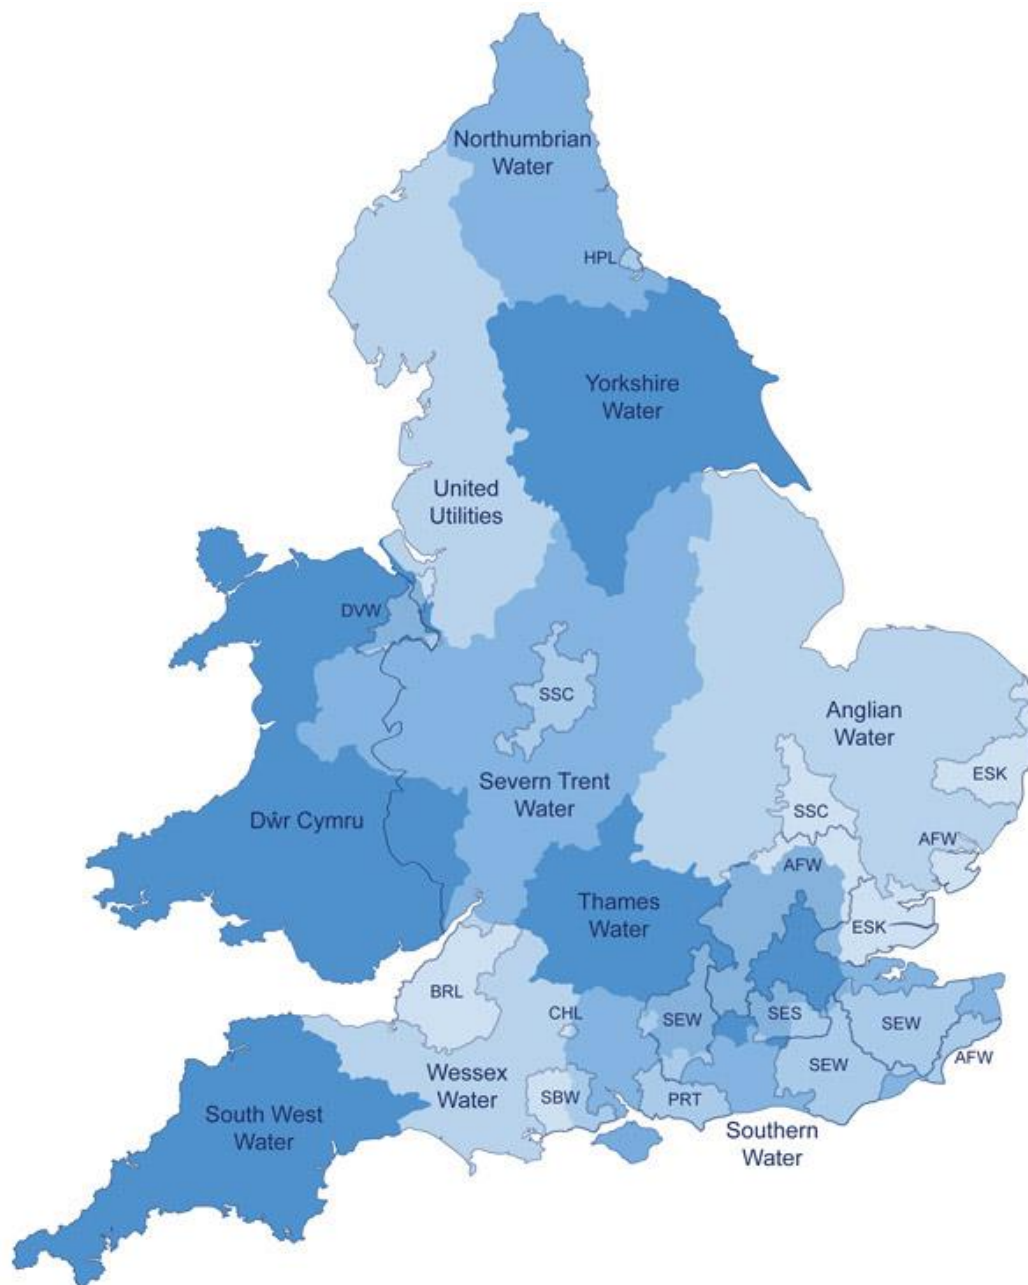 Northumbrian
Water
HPL
Yorkshire
Water
United
Utilities
DVW
SSC
Anglian
Water
ESK
Severn Trent
Water
SSC
Dŵr Cymru
AFW
AFW
Thames
Water
ESK
BRL
CHL
SEW
SES
SEW
AFW
SEW
Wessex
Water
SBW
PRT
South West
Water
Southern
Water